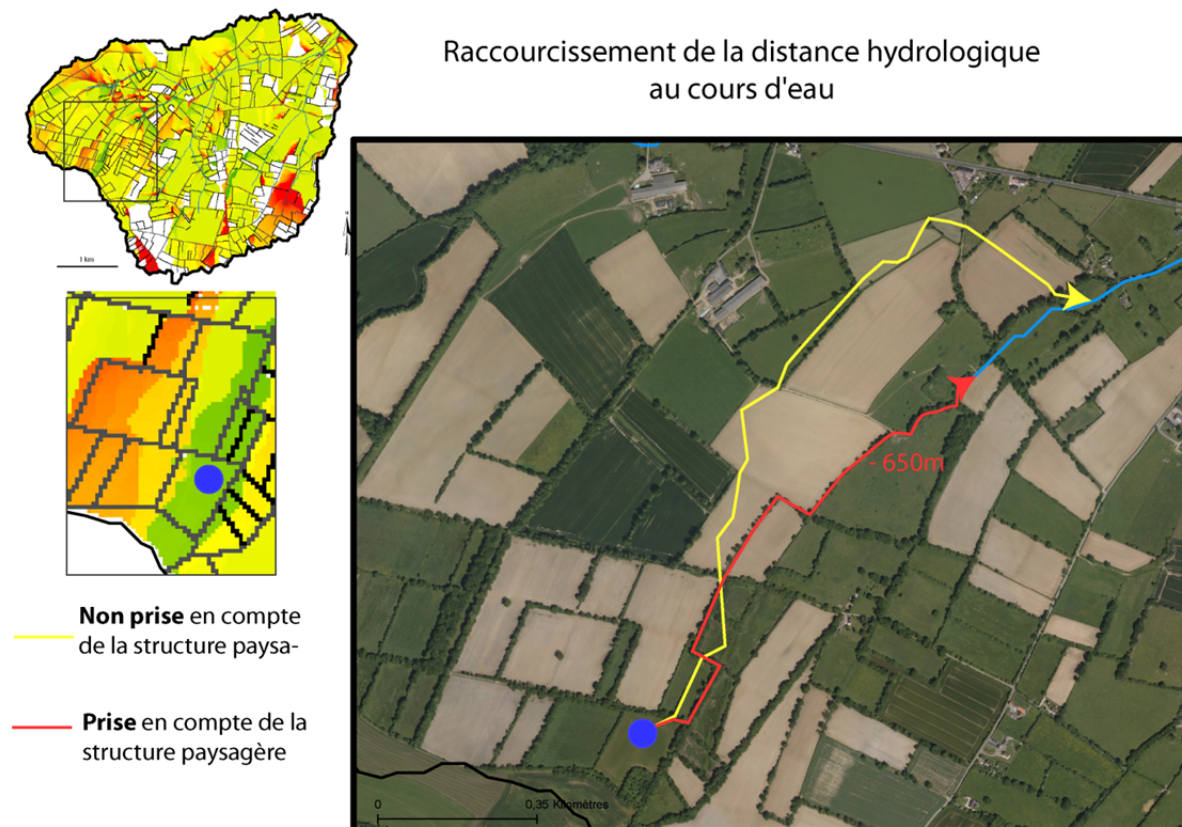 Raccourcissement de la distance hydrologique
au cours d'eau
1 km
Non prise en compte
de la structure paysa-
Prise en compte de la
structure paysagère
- 650m
0
0,35 Kilomètres